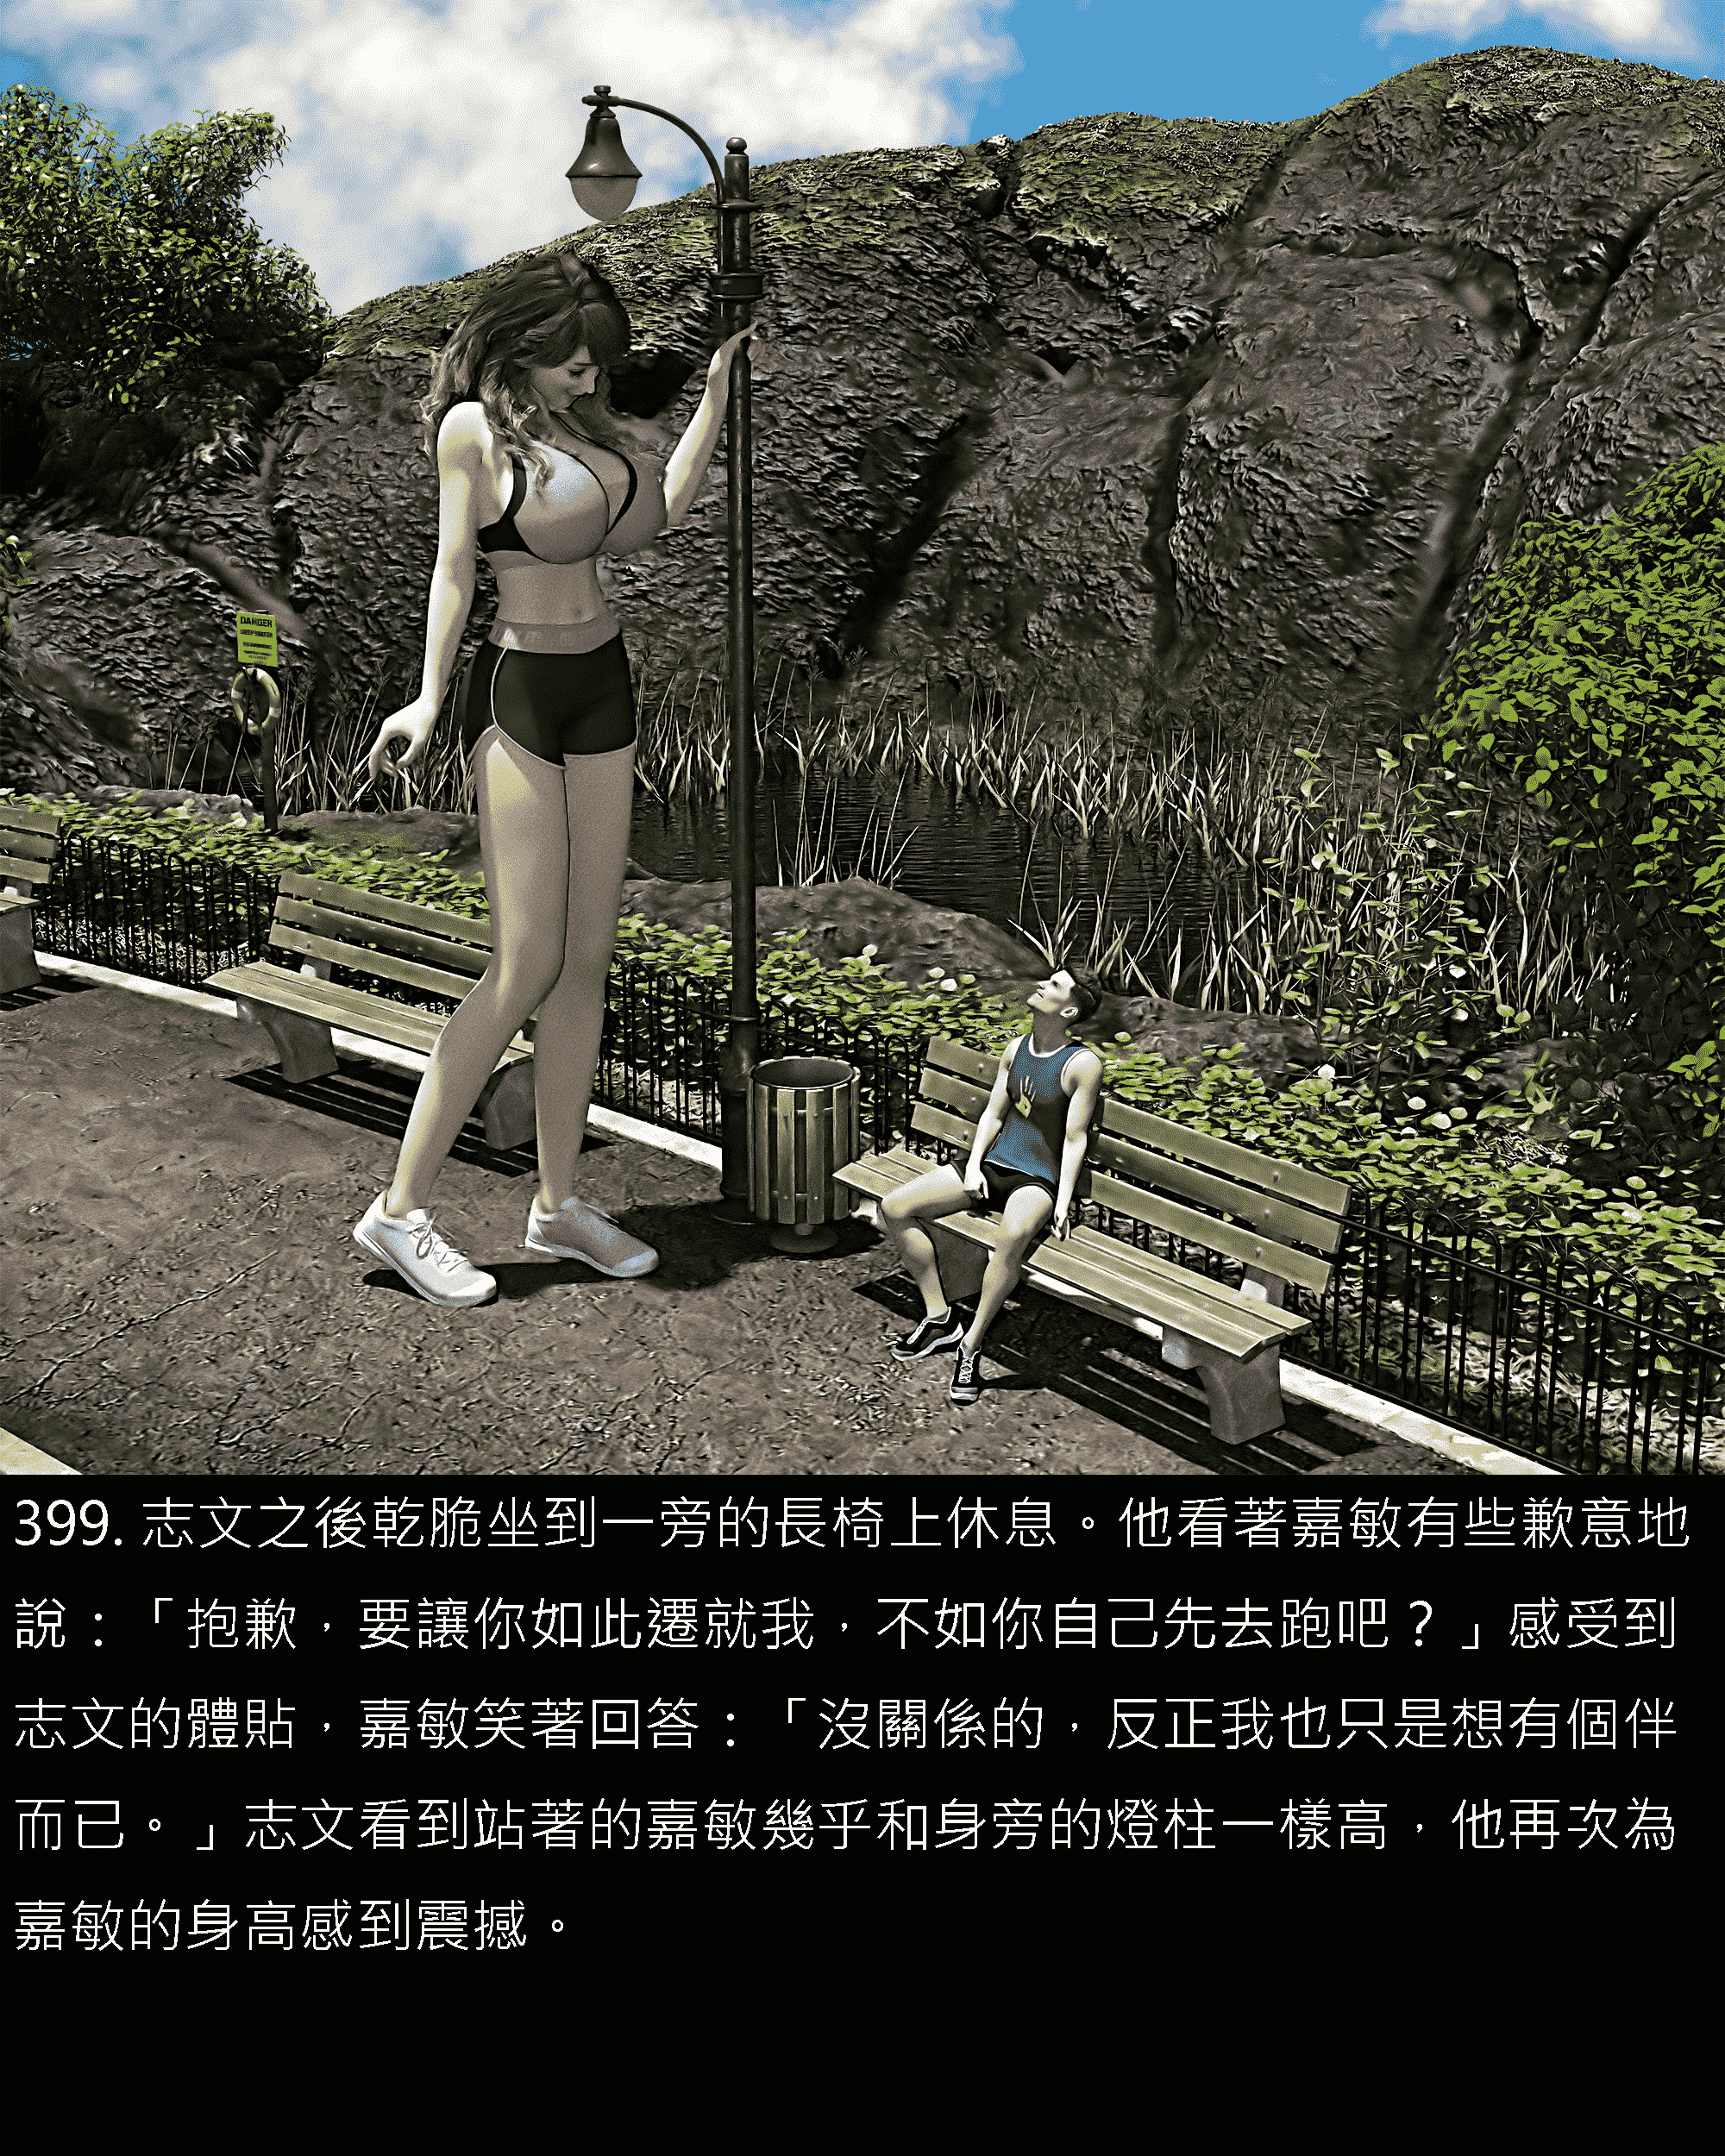 DANGER
DEEP WATER
399. 志文之後乾脆坐到一旁的長椅上休息。他看著嘉敏有些歉意地
說：「抱歉，要讓你如此遷就我，不如你自己先去跑吧？」感受到
志文的體貼，嘉敏笑著回答：「沒關係的，反正我也只是想有個伴
而已。」志文看到站著的嘉敏幾乎和身旁的燈柱一樣高，他再次為
嘉敏的身高感到震撼。